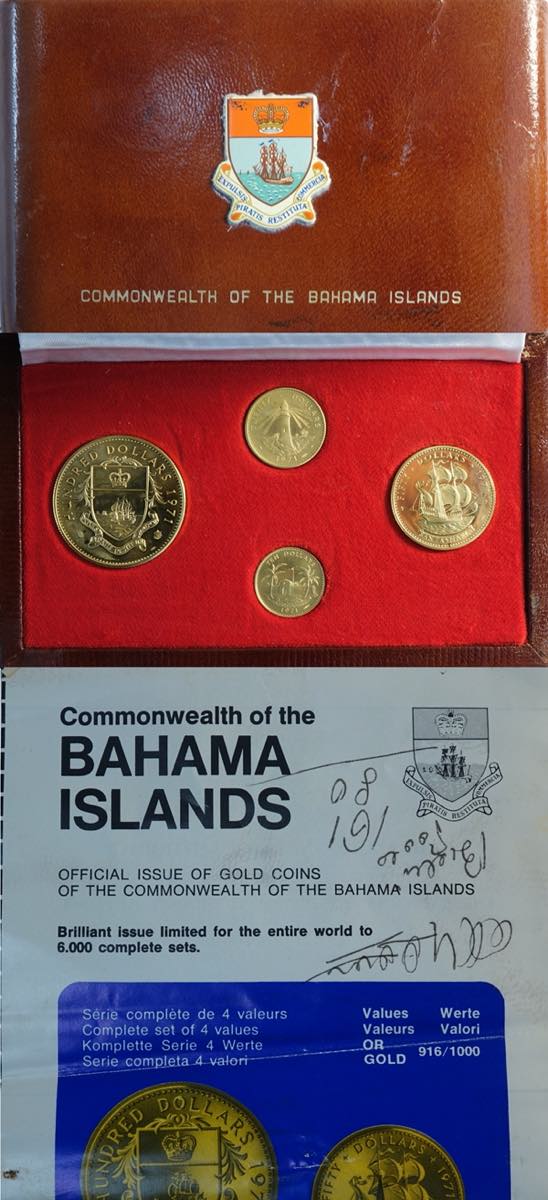 EXPULSIS PIRATIS RESTITUTA COMMERCIA
COMMONWEALTH OF THE BAHAMA ISLANDS
HUNDRED DOLLARS 1971
DOLLARS
1971
FIFTY DOLLARS
TEN DOLLARS
1971
Commonwealth of the
BAHAMA
ISLANDS
EXPULSIS PIRATIS RESTITUTA COMMERCIA
OFFICIAL ISSUE OF GOLD COINS
OF THE COMMONWEALTH OF THE BAHAMA ISLANDS
Brilliant issue limited for the entire world to
6.000 complete sets.
Série complète de 4 valeurs
Complete set of 4 values
Komplette Serie 4 Werte
Serie completa 4 valori
Values Werte
Valeurs Valori
OR
GOLD 916/1000
HUNDRED DOLLARS 197
FIFTY DOLLARS 197